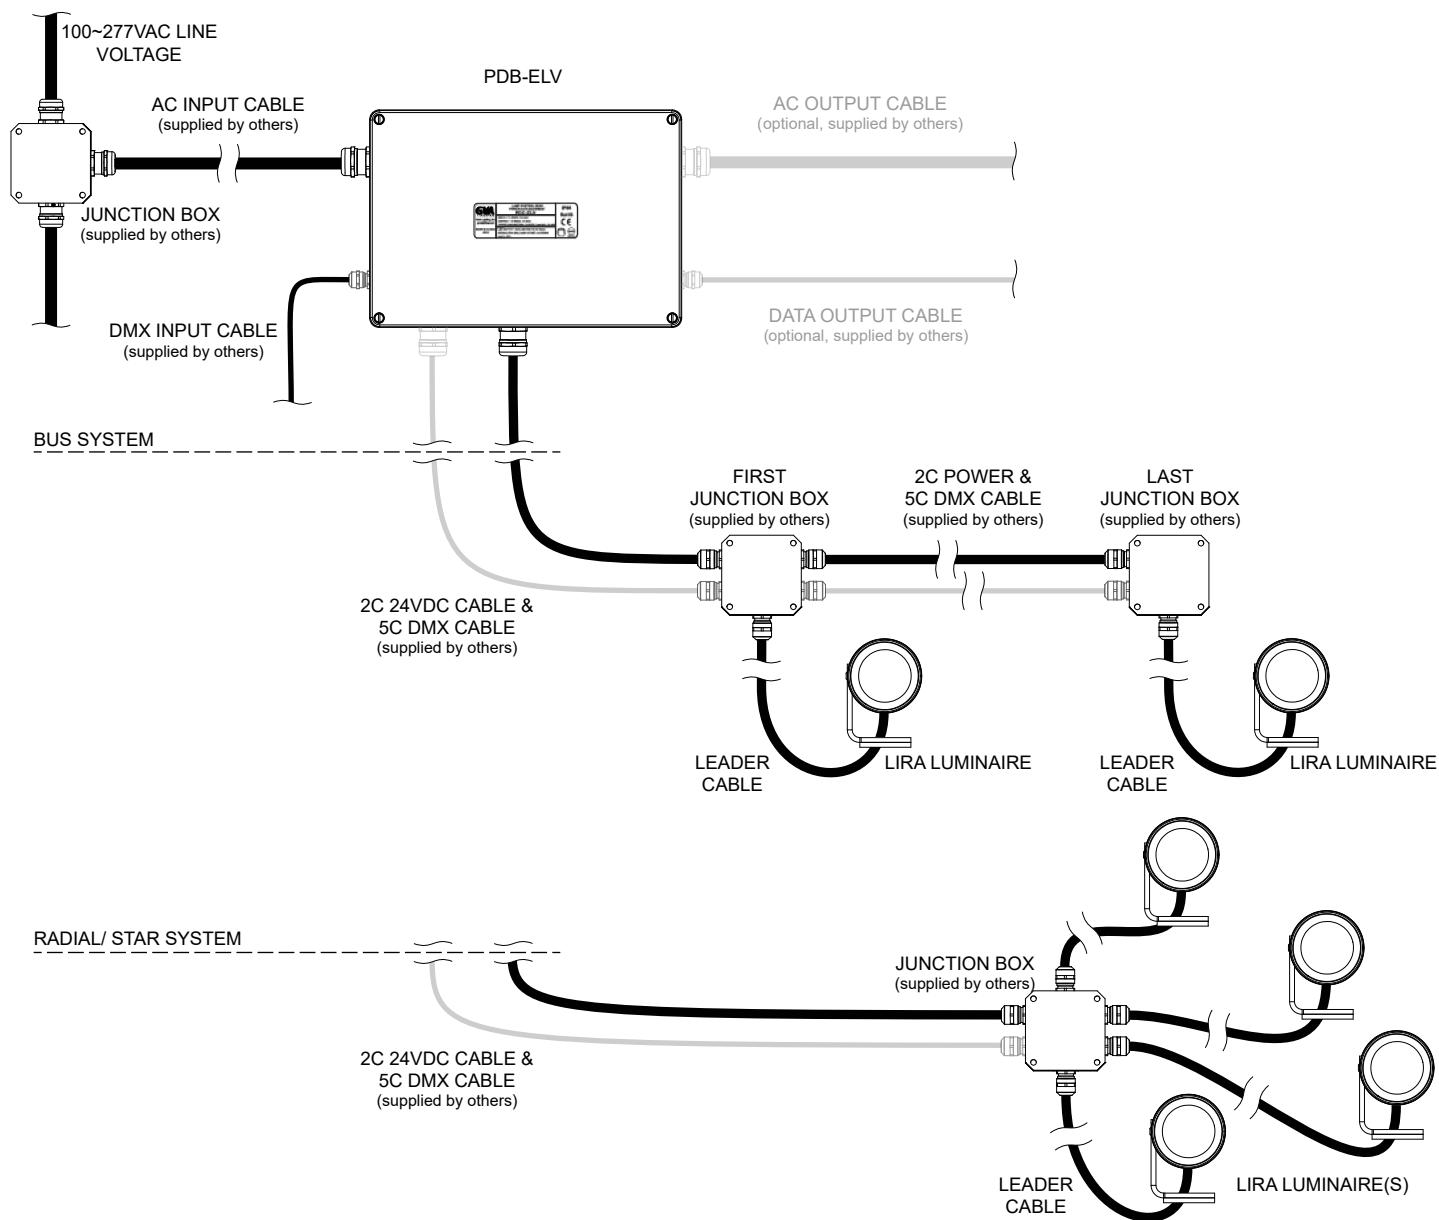 100~277VAC LINE
VOLTAGE
PDB-ELV
AC INPUT CABLE
(supplied by others)
AC OUTPUT CABLE
(optional, supplied by others)
JUNCTION BOX
(supplied by others)
DMX INPUT CABLE
(supplied by others)
DATA OUTPUT CABLE
(optional, supplied by others)
BUS SYSTEM
FIRST
JUNCTION BOX
(supplied by others)
2C POWER &
5C DMX CABLE
(supplied by others)
LAST
JUNCTION BOX
(supplied by others)
2C 24VDC CABLE &
5C DMX CABLE
(supplied by others)
LEADER
CABLE
LIRA LUMINAIRE
LEADER
CABLE
LIRA LUMINAIRE
RADIAL/ STAR SYSTEM
JUNCTION BOX
(supplied by others)
2C 24VDC CABLE &
5C DMX CABLE
(supplied by others)
LEADER
CABLE
LIRA LUMINAIRE(S)